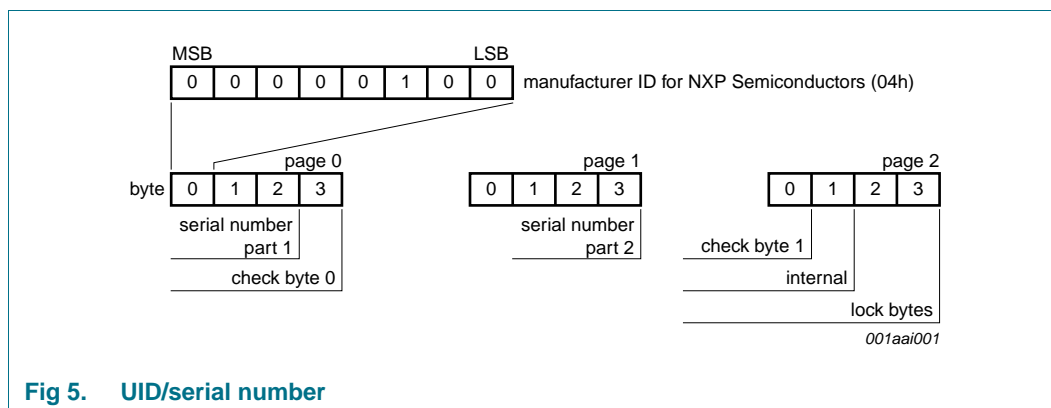 MSB LSB
0 0 0 0 0 1 0 0 manufacturer ID for NXP Semiconductors (04h)
page 0 page 1 page 2
byte 0 1 2 3 0 1 2 3 0 1 2 3
serial number
part 1
check byte 0
serial number
part 2
check byte 1
internal
lock bytes
001aai001
Fig 5. UID/serial number